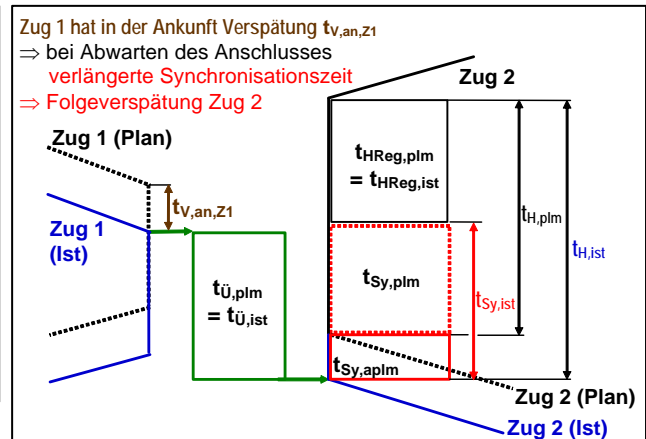 Zug 1 hat in der Ankunft Verspätung tV,an,Z1
⇒ bei Abwarten des Anschlusses
verlängerte Synchronisationszeit
⇒ Folgeverspätung Zug 2
Zug 2
Zug 1 (Plan)
tV,an,Z1
Zug 1
(Ist)
tHReg,plm
= tHReg,ist
tH,plm
tH,ist
tÜ,plm
= tÜ,ist
tSy,plm
tSy,ist
tSy,aplm
Zug 2 (Plan)
Zug 2 (Ist)